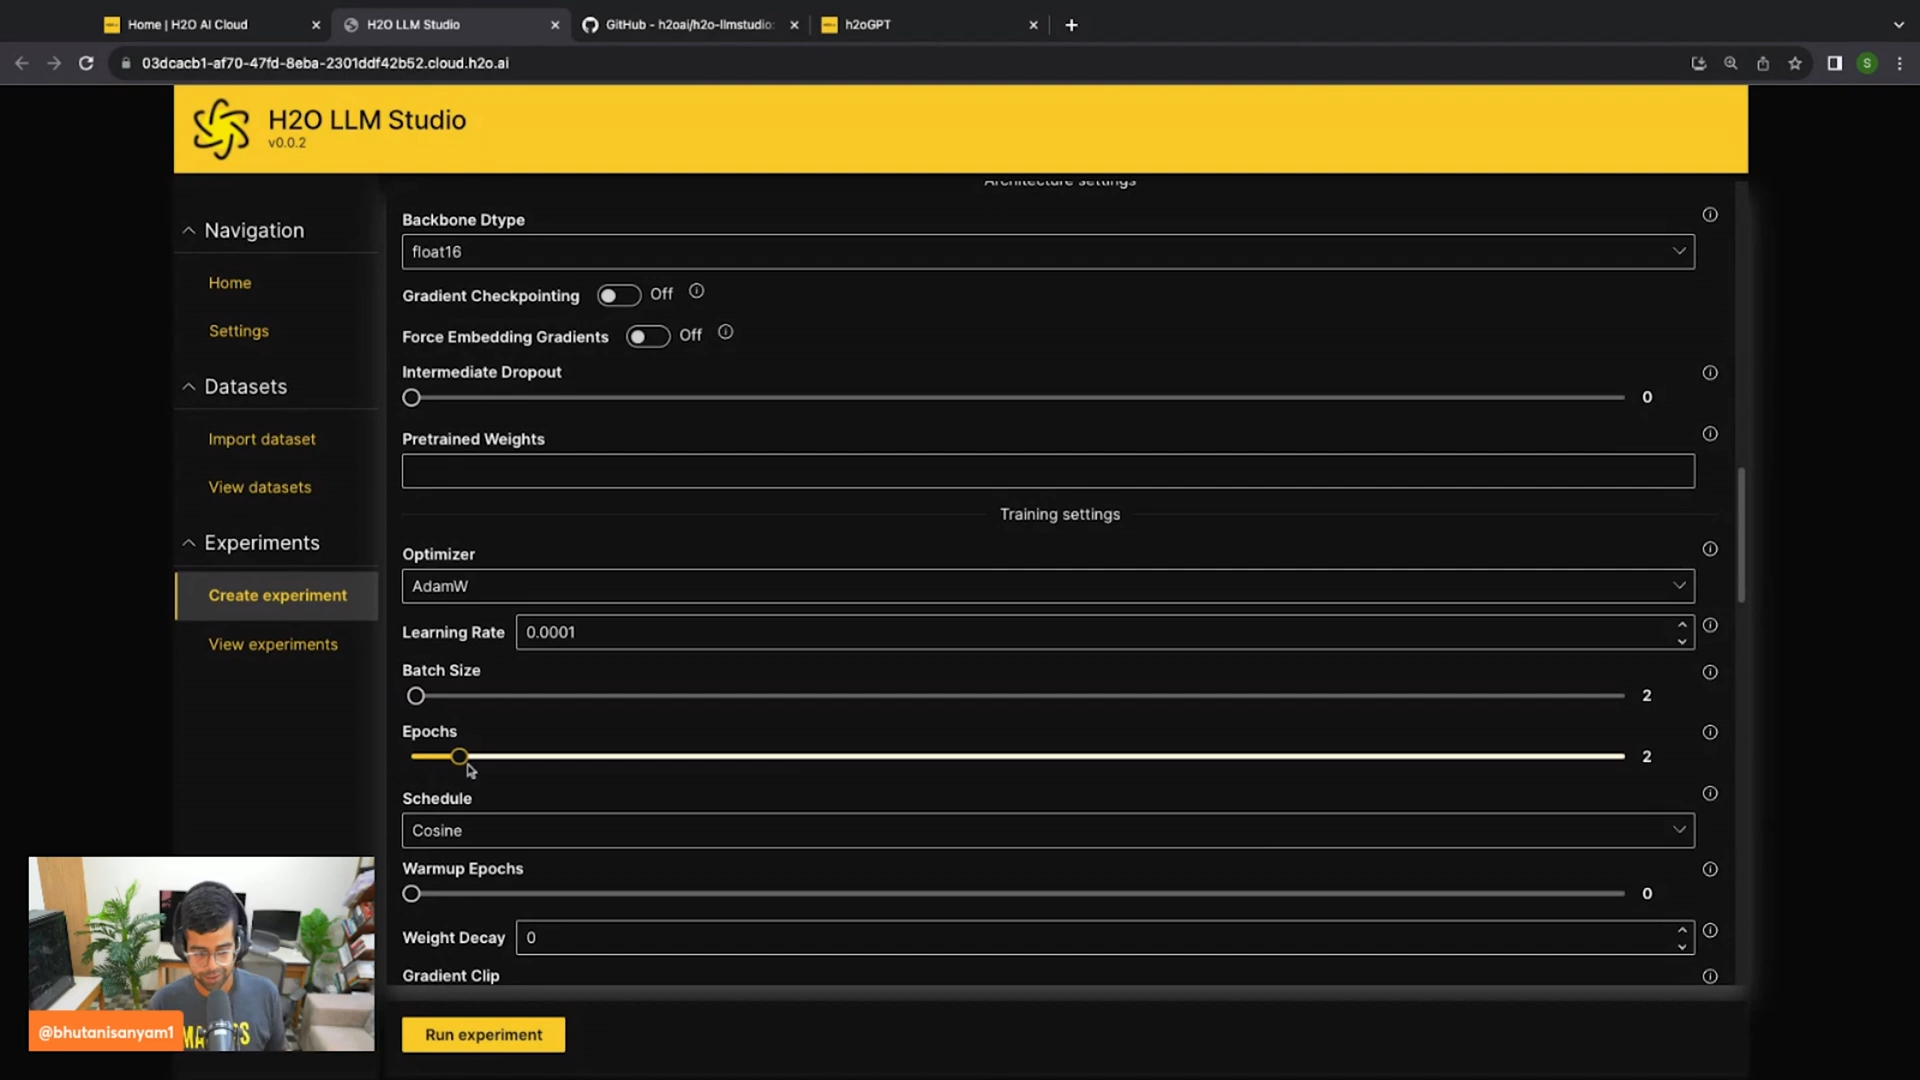 Home | H2O AI Cloud
H2O LLM Studio
GitHub - h2oai/h2o-llmstudio:
h2oGPT
03dcacb1-af70-47fd-8eba-2301ddf42b52.cloud.h2o.ai
S
H2O LLM Studio
v0.0.2
Navigation
Home
Settings
Datasets
Import dataset
View datasets
Experiments
Create experiment
View experiments
Architecture settings
Backbone Dtype
float16
Gradient Checkpointing Off
Force Embedding Gradients Off
Intermediate Dropout
0
Pretrained Weights
Training settings
Optimizer
AdamW
Learning Rate 0.0001
Batch Size
2
Epochs
2
Schedule
Cosine
Warmup Epochs
0
Weight Decay 0
Gradient Clip
Run experiment
@bhutanisanyam1